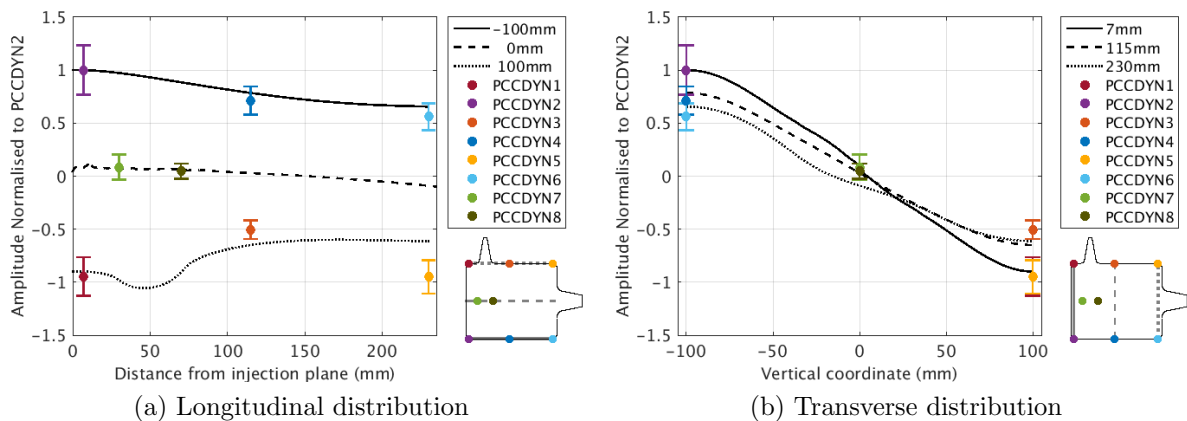 1.5
1
0.5
0
−0.5
−1
−1.5
Amplitude Normalised to PCCDYN2
0
50
100
150
200
Distance from injection plane (mm)
−100mm
0mm
100mm
PCCDYN1
PCCDYN2
PCCDYN3
PCCDYN4
PCCDYN5
PCCDYN6
PCCDYN7
PCCDYN8
(a) Longitudinal distribution
1.5
1
0.5
0
−0.5
−1
−1.5
Amplitude Normalised to PCCDYN2
−100
−50
0
50
100
Vertical coordinate (mm)
7mm
115mm
230mm
PCCDYN1
PCCDYN2
PCCDYN3
PCCDYN4
PCCDYN5
PCCDYN6
PCCDYN7
PCCDYN8
(b) Transverse distribution